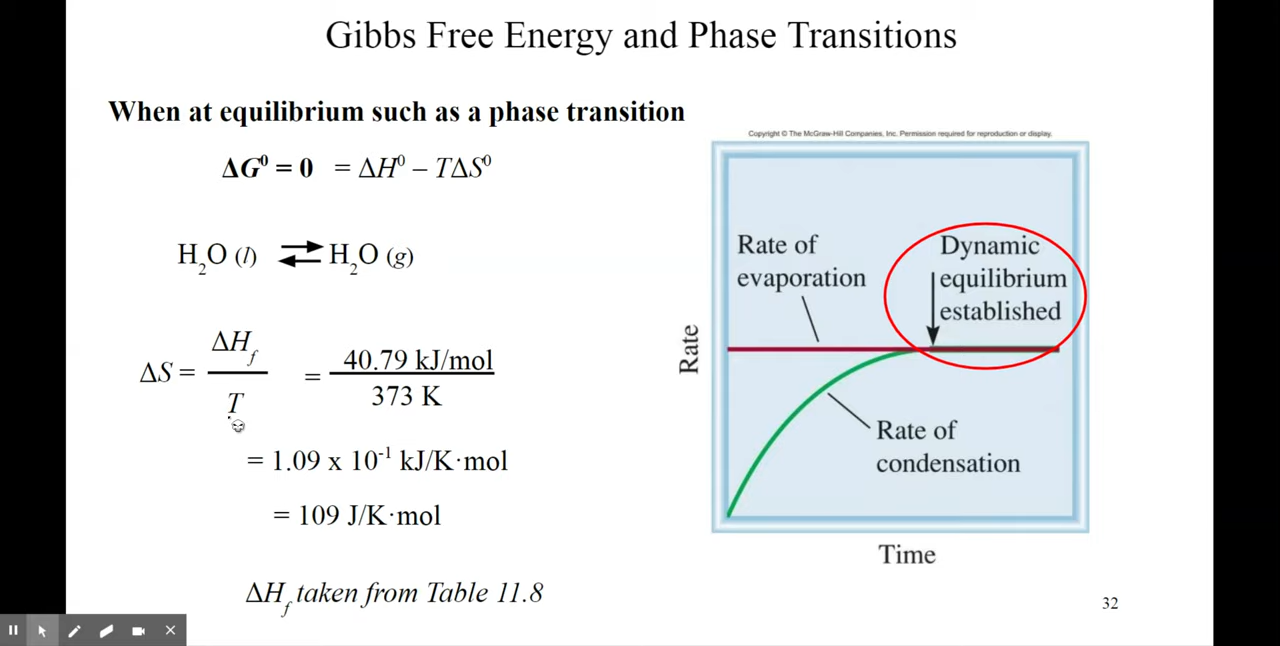 Gibbs Free Energy and Phase Transitions
When at equilibrium such as a phase transition
ΔG⁰ = 0 = ΔH⁰ – TΔS⁰
H₂O (l) ⇌ H₂O (g)
ΔS = ΔH_f / T = 40.79 kJ/mol / 373 K
= 1.09 x 10⁻¹ kJ/K·mol
= 109 J/K·mol
ΔH_f taken from Table 11.8
Copyright © The McGraw-Hill Companies, Inc. Permission required for reproduction or display.
Rate of
evaporation
Dynamic
equilibrium
established
Rate
Rate of
condensation
Time
32